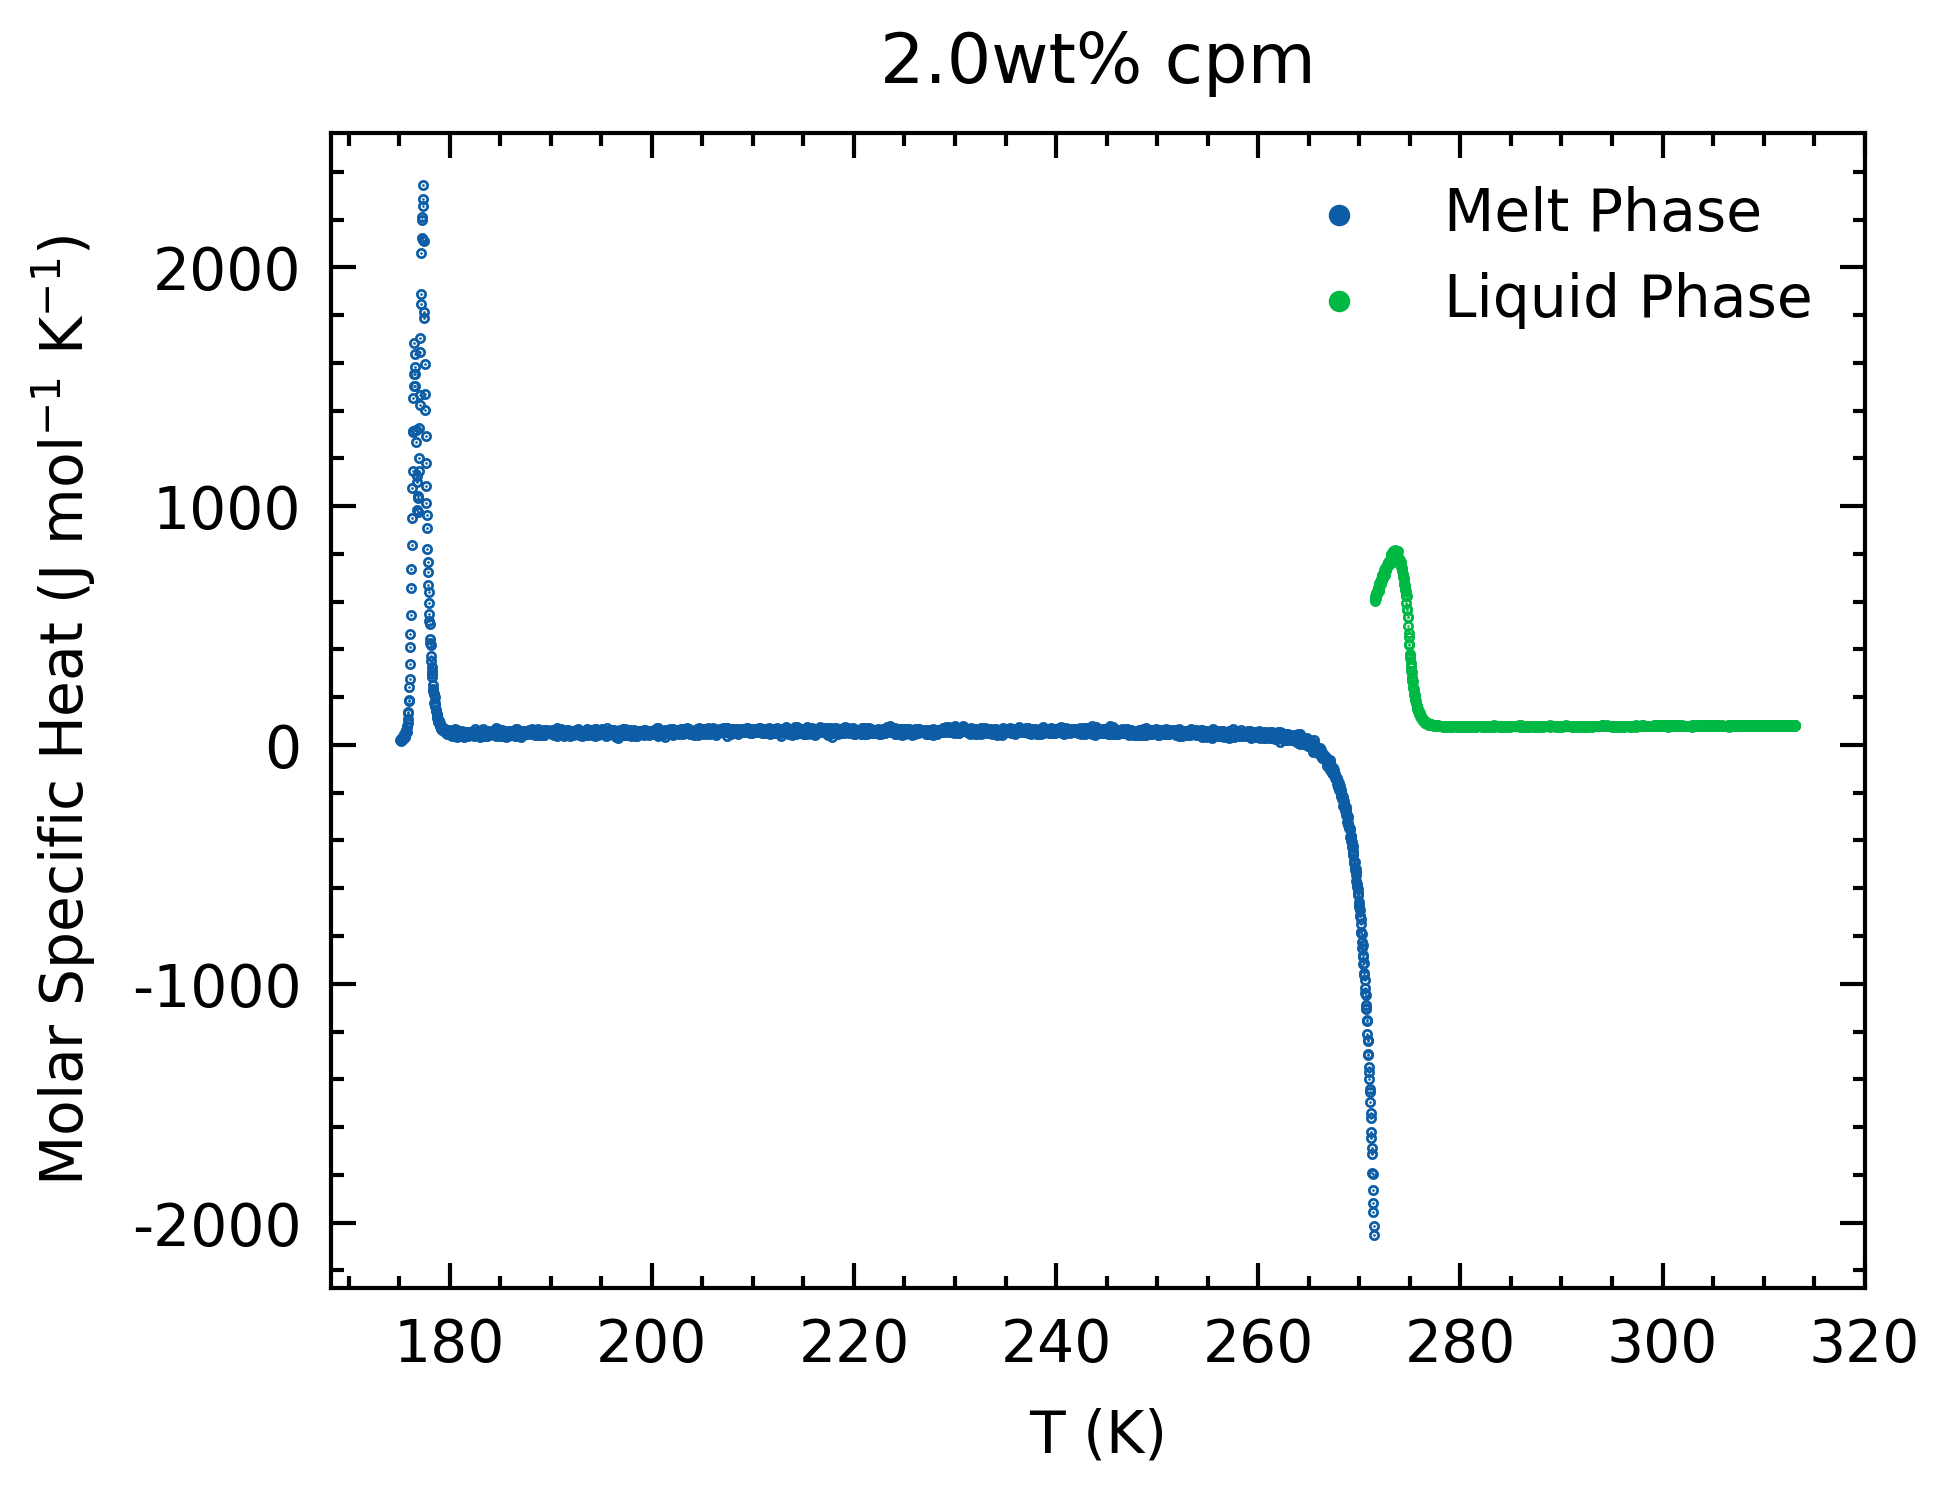 2.0wt% cpm
Melt Phase
Liquid Phase
Molar Specific Heat (J mol⁻¹ K⁻¹)
2000
1000
0
-1000
-2000
180 200 220 240 260 280 300 320
T (K)